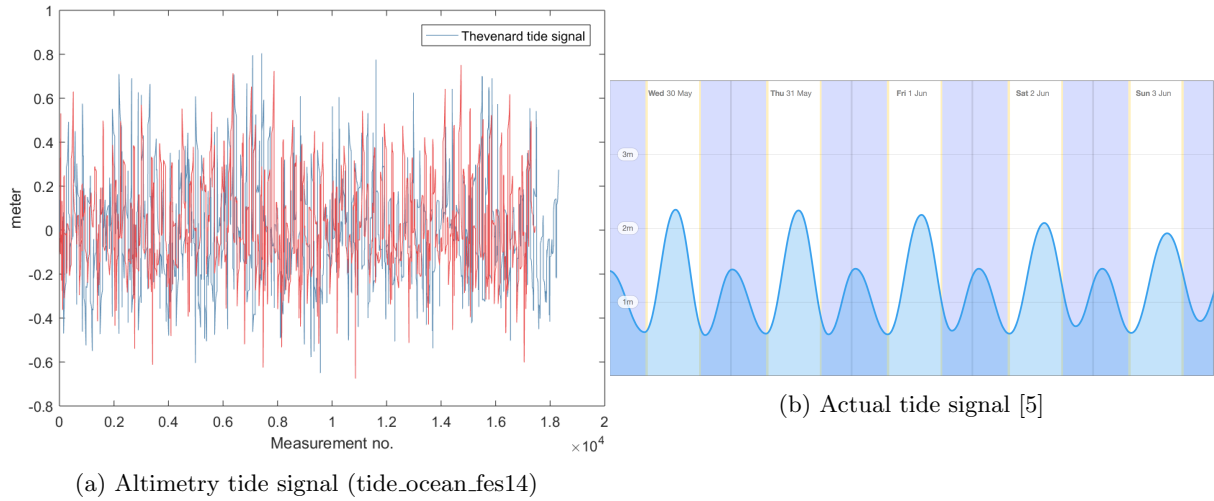 1
0.8
0.6
0.4
0.2
0
-0.2
-0.4
-0.6
-0.8
meter
Thevenard tide signal
0 0.2 0.4 0.6 0.8 1 1.2 1.4 1.6 1.8 2
Measurement no.
×10⁴
(a) Altimetry tide signal (tide_ocean_fes14)
Wed 30 May Thu 31 May Fri 1 Jun Sat 2 Jun Sun 3 Jun
3m
2m
1m
(b) Actual tide signal [5]